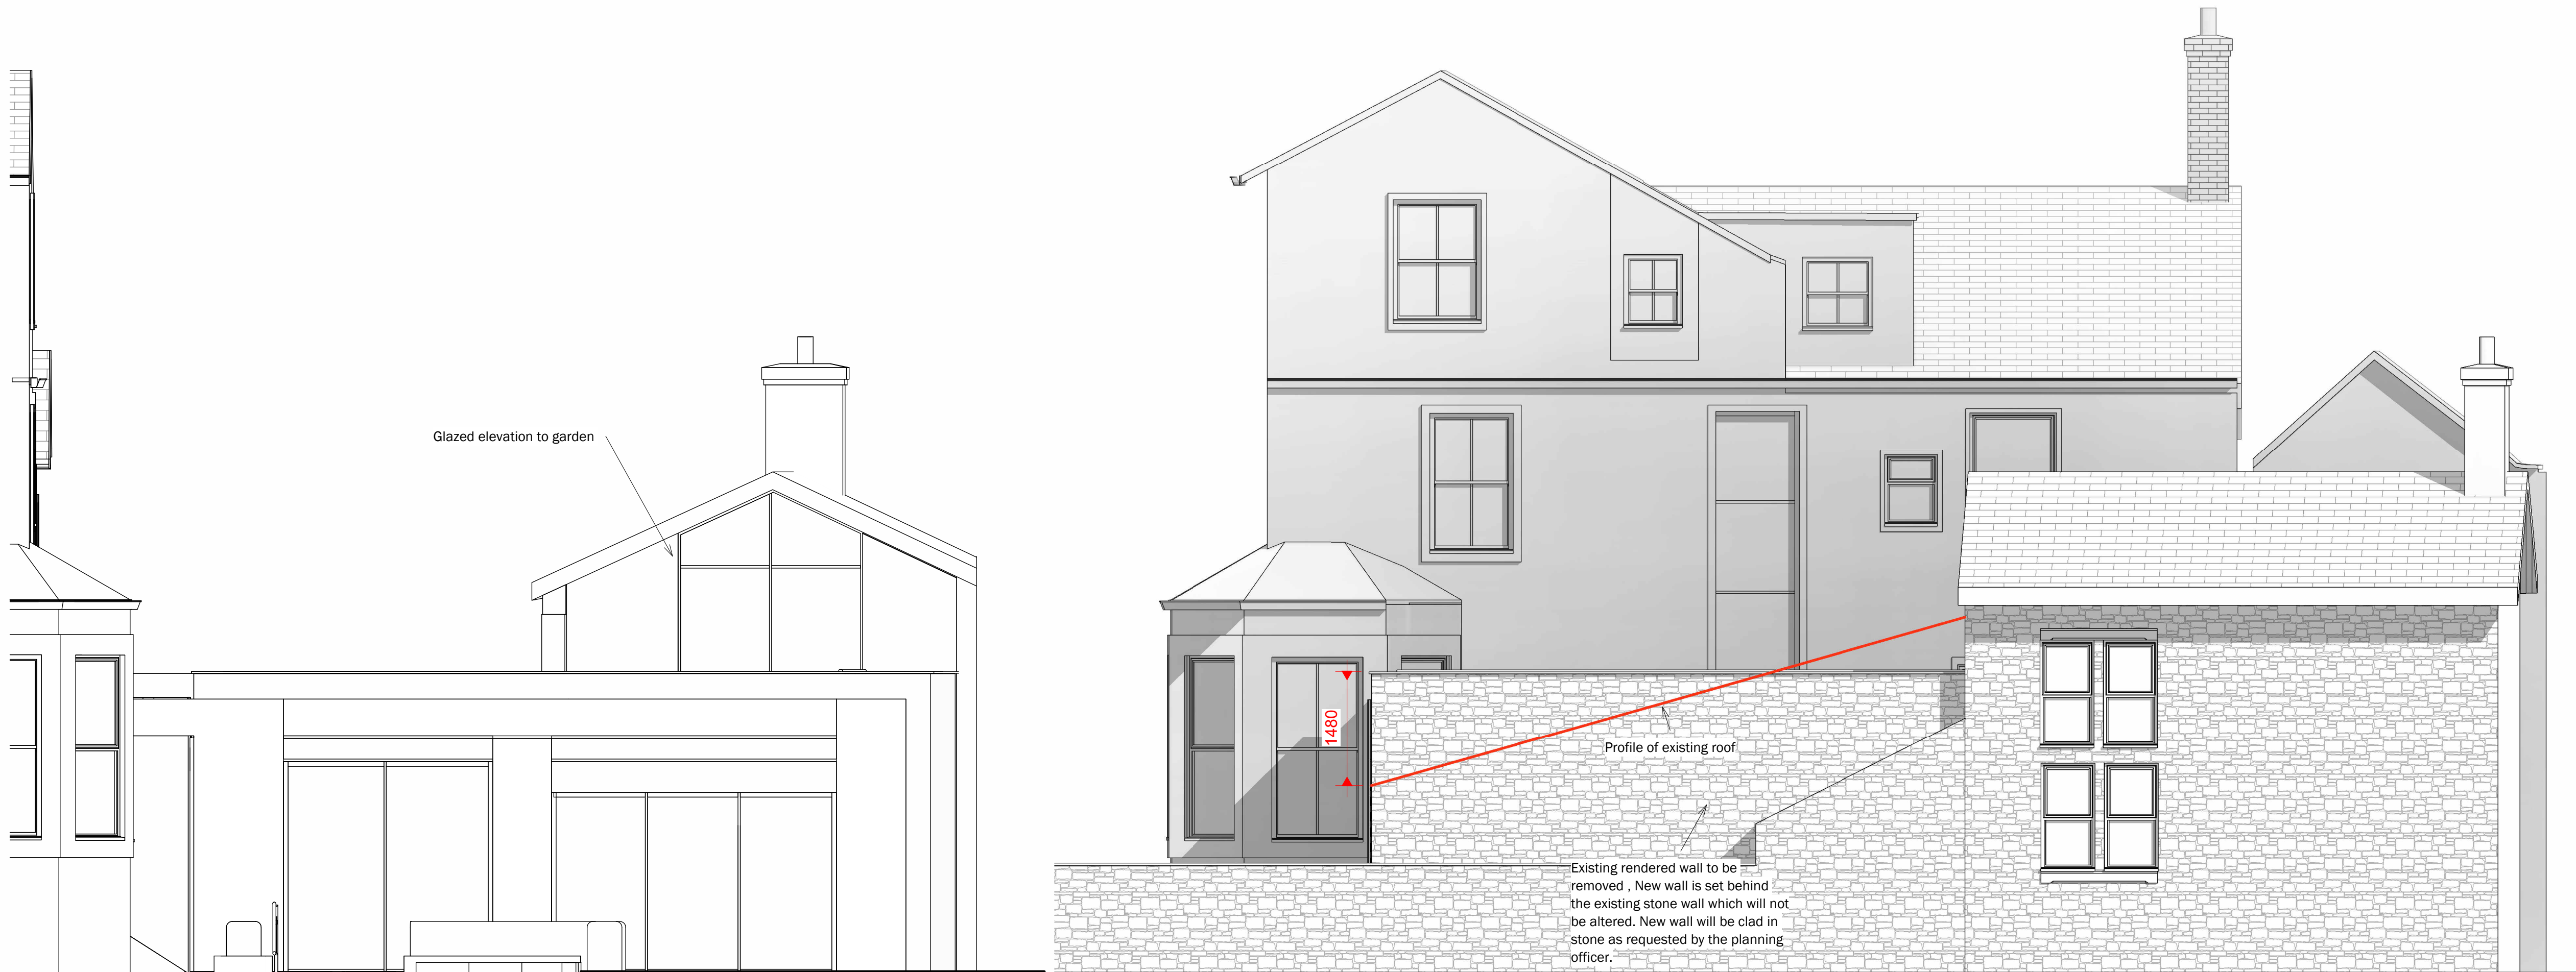 Glazed elevation to garden
1480
Profile of existing roof
Existing rendered wall to be
removed , New wall is set behind
the existing stone wall which will not
be altered. New wall will be clad in
stone as requested by the planning
officer.